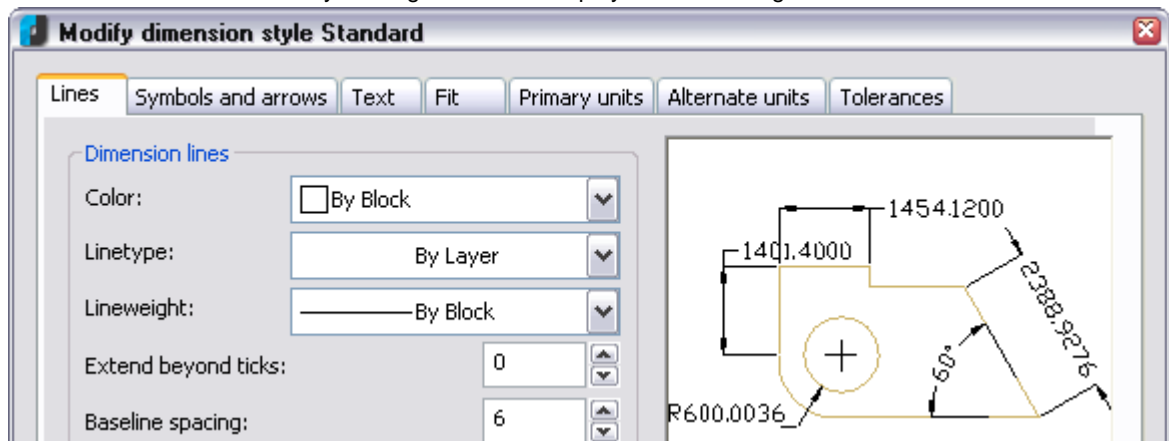 Modify dimension style Standard
Lines Symbols and arrows Text Fit Primary units Alternate units Tolerances
Dimension lines
Color: By Block
Linetype: By Layer
Lineweight: By Block
Extend beyond ticks: 0
Baseline spacing: 6
1454.1200
1401.4000
2388.9276
60°
R600.0036